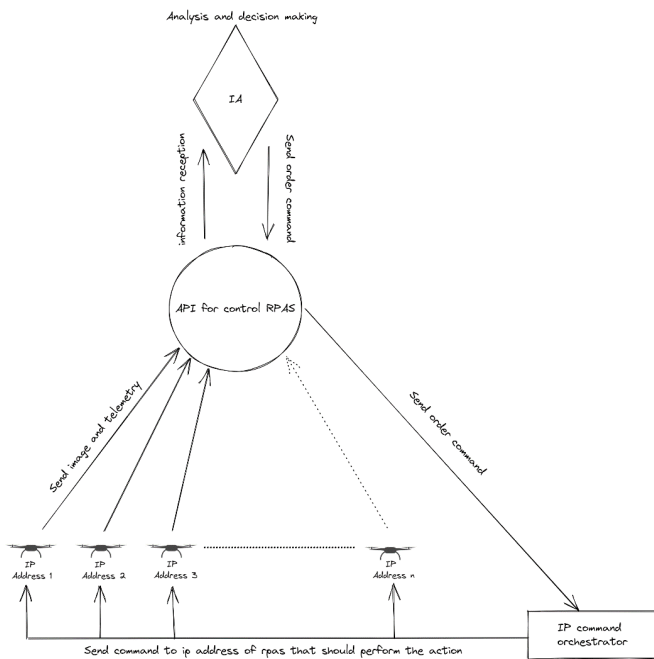 Analysis and decision making
IA
information reception
Send order command
API for control RPAS
Send image and telemetry
Send order command
IP
Address 1
IP
Address 2
IP
Address 3
IP
Address n
IP command
orchestrator
Send command to ip address of rpas that should perform the action